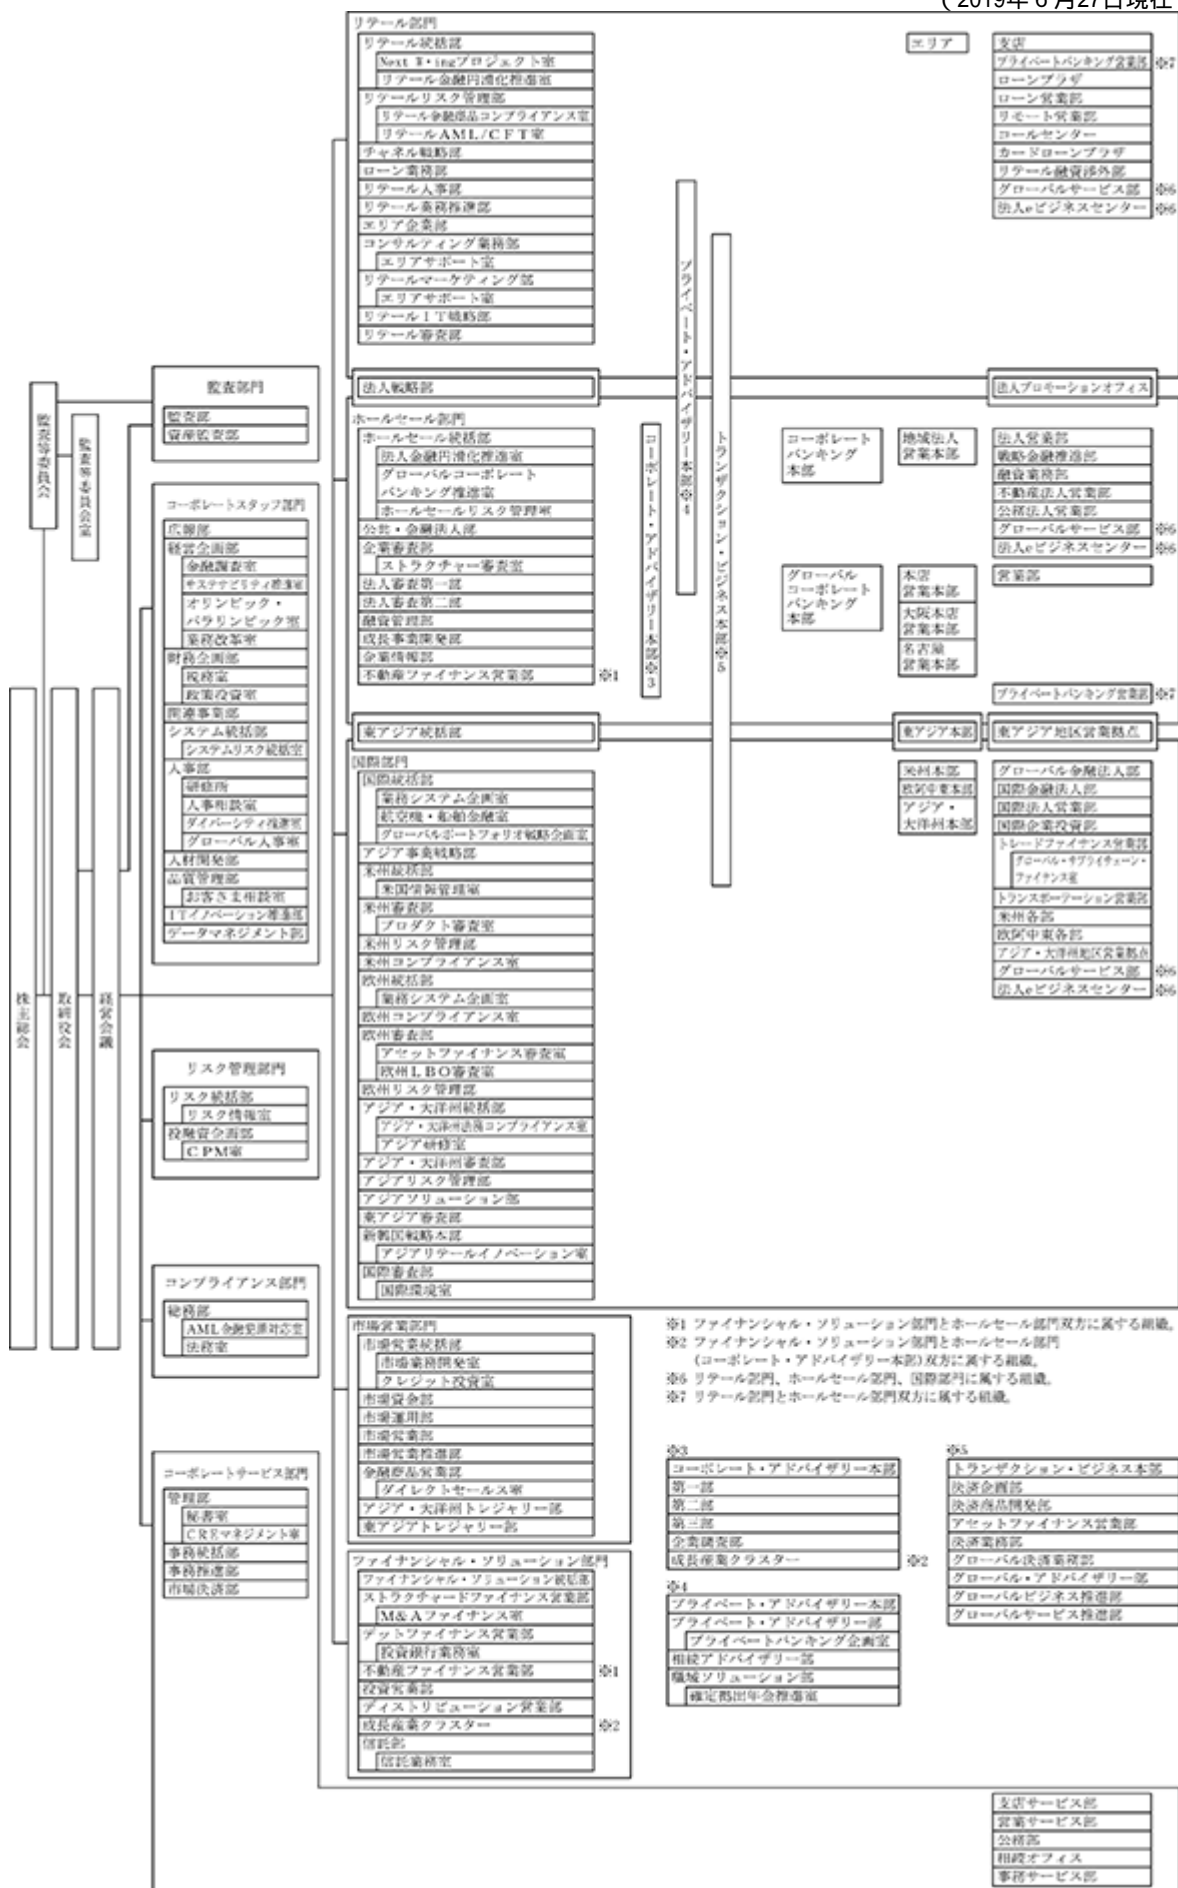 （2019年６月27日現在
リテール部門
リテール統括部
Next W・ingプロジェクト室
リテール金融円滑化推進室
リテールリスク管理部
リテール金融商品コンプライアンス室
リテールAML/CFT室
チャネル戦略部
ローン業務部
リテール人事部
リテール業務推進部
エリア企業部
コンサルティング業務部
エリアサポート室
リテールマーケティング部
エリアサポート室
リテールIT戦略部
リテール審査部
エリア
支店
プライベートバンキング営業部 ※7
ローンプラザ
ローン営業部
リモート営業部
コールセンター
カードローンプラザ
リテール融資渉外部
グローバルサービス部 ※6
法人eビジネスセンター ※6
法人戦略部
法人プロモーションオフィス
ホールセール部門
ホールセール統括部
法人金融円滑化推進室
グローバルコーポレート
バンキング推進室
ホールセールリスク管理室
公共・金融法人部
企業審査部
ストラクチャー審査室
法人審査第一部
法人審査第二部
融資管理部
成長事業開発部
企業情報部
不動産ファイナンス営業部 ※1
コーポレート・アドバイザリー本部※3
プライベート・アドバイザリー本部※4
トランザクション・ビジネス本部※5
コーポレート
バンキング
本部
地域法人
営業本部
法人営業部
戦略金融推進部
融資業務部
不動産法人営業部
公務法人営業部
グローバルサービス部 ※6
法人eビジネスセンター ※6
グローバル
コーポレート
バンキング
本部
本店
営業本部
大阪本店
営業本部
名古屋
営業本部
営業部
プライベートバンキング営業部 ※7
東アジア統括部
東アジア本部
東アジア地区営業拠点
国際部門
国際統括部
業務システム企画室
航空機・船舶金融室
グローバルポートフォリオ戦略企画室
アジア事業戦略部
米州統括部
米国情報管理室
米州審査部
プロダクト審査室
米州リスク管理部
米州コンプライアンス室
欧州統括部
業務システム企画室
欧州コンプライアンス室
欧州審査部
アセットファイナンス審査室
欧州LBO審査室
欧州リスク管理部
アジア・大洋州統括部
アジア・大洋州法務コンプライアンス室
アジア研修室
アジア・大洋州審査部
アジアリスク管理部
アジアソリューション部
東アジア審査部
新興国戦略本部
アジアリテールイノベーション室
国際審査部
国際環境室
米州本部
欧阿中東本部
アジア・
大洋州本部
グローバル金融法人部
国際金融法人部
国際法人営業部
国際企業投資部
トレードファイナンス営業部
グローバル・サプライチェーン・
ファイナンス室
トランスポーテーション営業部
米州各部
欧阿中東各部
アジア・大洋州地区営業拠点
グローバルサービス部 ※6
法人eビジネスセンター ※6
監査等委員会
監査等委員会室
株主総会
取締役会
経営会議
監査部門
監査部
資産監査部
コーポレートスタッフ部門
広報部
経営企画部
金融調査室
サステナビリティ推進室
オリンピック・
パラリンピック室
業務改革室
財務企画部
税務室
政策投資室
関連事業部
システム統括部
システムリスク統括室
人事部
研修所
人事相談室
ダイバーシティ推進室
グローバル人事室
人材開発部
品質管理部
お客さま相談室
ITイノベーション推進部
データマネジメント部
リスク管理部門
リスク統括部
リスク情報室
投融資企画部
CPM室
コンプライアンス部門
総務部
AML金融犯罪対応室
法務室
コーポレートサービス部門
管理部
秘書室
CREマネジメント室
事務統括部
事務推進部
市場決済部
市場営業部門
市場営業統括部
市場業務開発室
クレジット投資室
市場資金部
市場運用部
市場営業部
市場営業推進部
金融商品営業部
ダイレクトセールス室
アジア・大洋州トレジャリー部
東アジアトレジャリー部
ファイナンシャル・ソリューション部門
ファイナンシャル・ソリューション統括部
ストラクチャードファイナンス営業部
M&Aファイナンス室
デットファイナンス営業部
投資銀行業務室
不動産ファイナンス営業部 ※1
投資営業部
ディストリビューション営業部
成長産業クラスター ※2
信託部
信託業務室
※1 ファイナンシャル・ソリューション部門とホールセール部門双方に属する組織。
※2 ファイナンシャル・ソリューション部門とホールセール部門
（コーポレート・アドバイザリー本部）双方に属する組織。
※6 リテール部門、ホールセール部門、国際部門に属する組織。
※7 リテール部門とホールセール部門双方に属する組織。
※3
コーポレート・アドバイザリー本部
第一部
第二部
第三部
企業調査部
成長産業クラスター ※2
※4
プライベート・アドバイザリー本部
プライベート・アドバイザリー部
プライベートバンキング企画室
相続アドバイザリー部
職域ソリューション部
確定拠出年金推進室
※5
トランザクション・ビジネス本部
決済企画部
決済商品開発部
アセットファイナンス営業部
決済業務部
グローバル決済業務部
グローバル・アドバイザリー部
グローバルビジネス推進部
グローバルサービス推進部
支店サービス部
営業サービス部
公務部
相続オフィス
事務サービス部